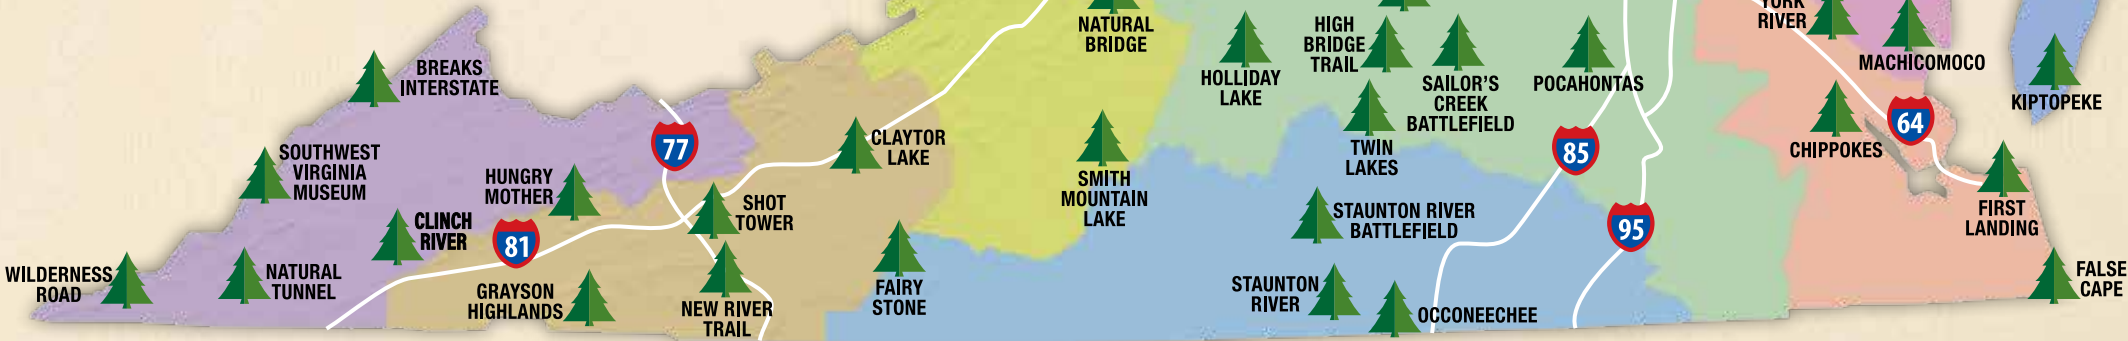 BREAKS
INTERSTATE
SOUTHWEST
VIRGINIA
MUSEUM
HUNGRY
MOTHER
CLINCH
RIVER
WILDERNESS
ROAD
NATURAL
TUNNEL
81
77
GRAYSON
HIGHLANDS
SHOT
TOWER
NEW RIVER
TRAIL
CLAYTOR
LAKE
FAIRY
STONE
NATURAL
BRIDGE
SMITH
MOUNTAIN
LAKE
HOLLIDAY
LAKE
HIGH
BRIDGE
TRAIL
SAILOR'S
CREEK
BATTLEFIELD
TWIN
LAKES
POCAHONTAS
STAUNTON RIVER
BATTLEFIELD
STAUNTON
RIVER
OCCONEECHEE
85
95
YORK
RIVER
MACHICOMOCO
KIPTOPEKE
64
CHIPPOKES
FIRST
LANDING
FALSE
CAPE